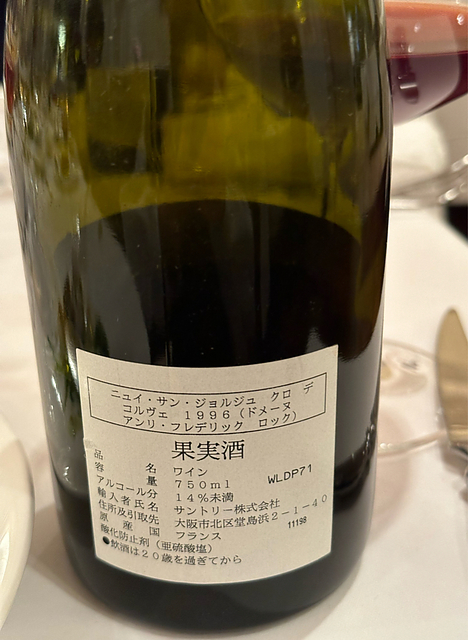 ニュイ・サン・ジョルジュ クロ デ
コルヴェ 1996(ドメーヌ
アンリ・フレデリック ロック)
果実酒
品名 ワイン
容量 750ml WLDP71
アルコール分 14%未満
輸入者氏名 サントリー株式会社
住所及引取先 大阪市北区堂島浜2-1-40
原産国 フランス 11198
酸化防止剤(亜硫酸塩)
●飲酒は20歳を過ぎてから